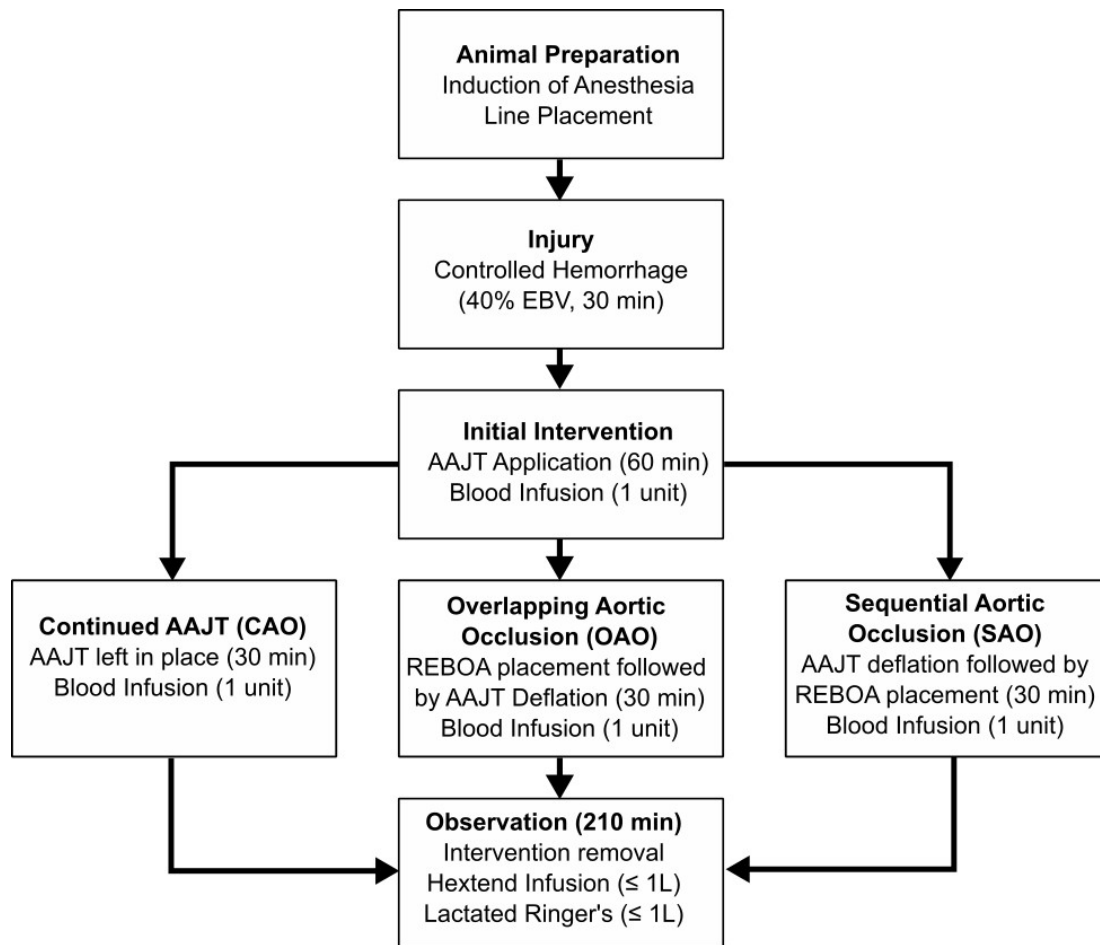 Animal Preparation
Induction of Anesthesia
Line Placement
Injury
Controlled Hemorrhage
(40% EBV, 30 min)
Initial Intervention
AAJT Application (60 min)
Blood Infusion (1 unit)
Continued AAJT (CAO)
AAJT left in place (30 min)
Blood Infusion (1 unit)
Overlapping Aortic
Occlusion (OAO)
REBOA placement followed
by AAJT Deflation (30 min)
Blood Infusion (1 unit)
Sequential Aortic
Occlusion (SAO)
AAJT deflation followed by
REBOA placement (30 min)
Blood Infusion (1 unit)
Observation (210 min)
Intervention removal
Hextend Infusion (≤ 1L)
Lactated Ringer's (≤ 1L)